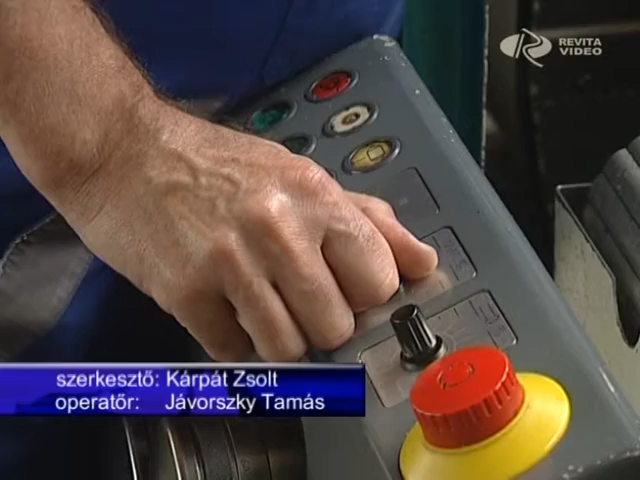 REVITA
VIDEO
szerkesztő: Kárpát Zsolt
operatőr: Jávorszky Tamás